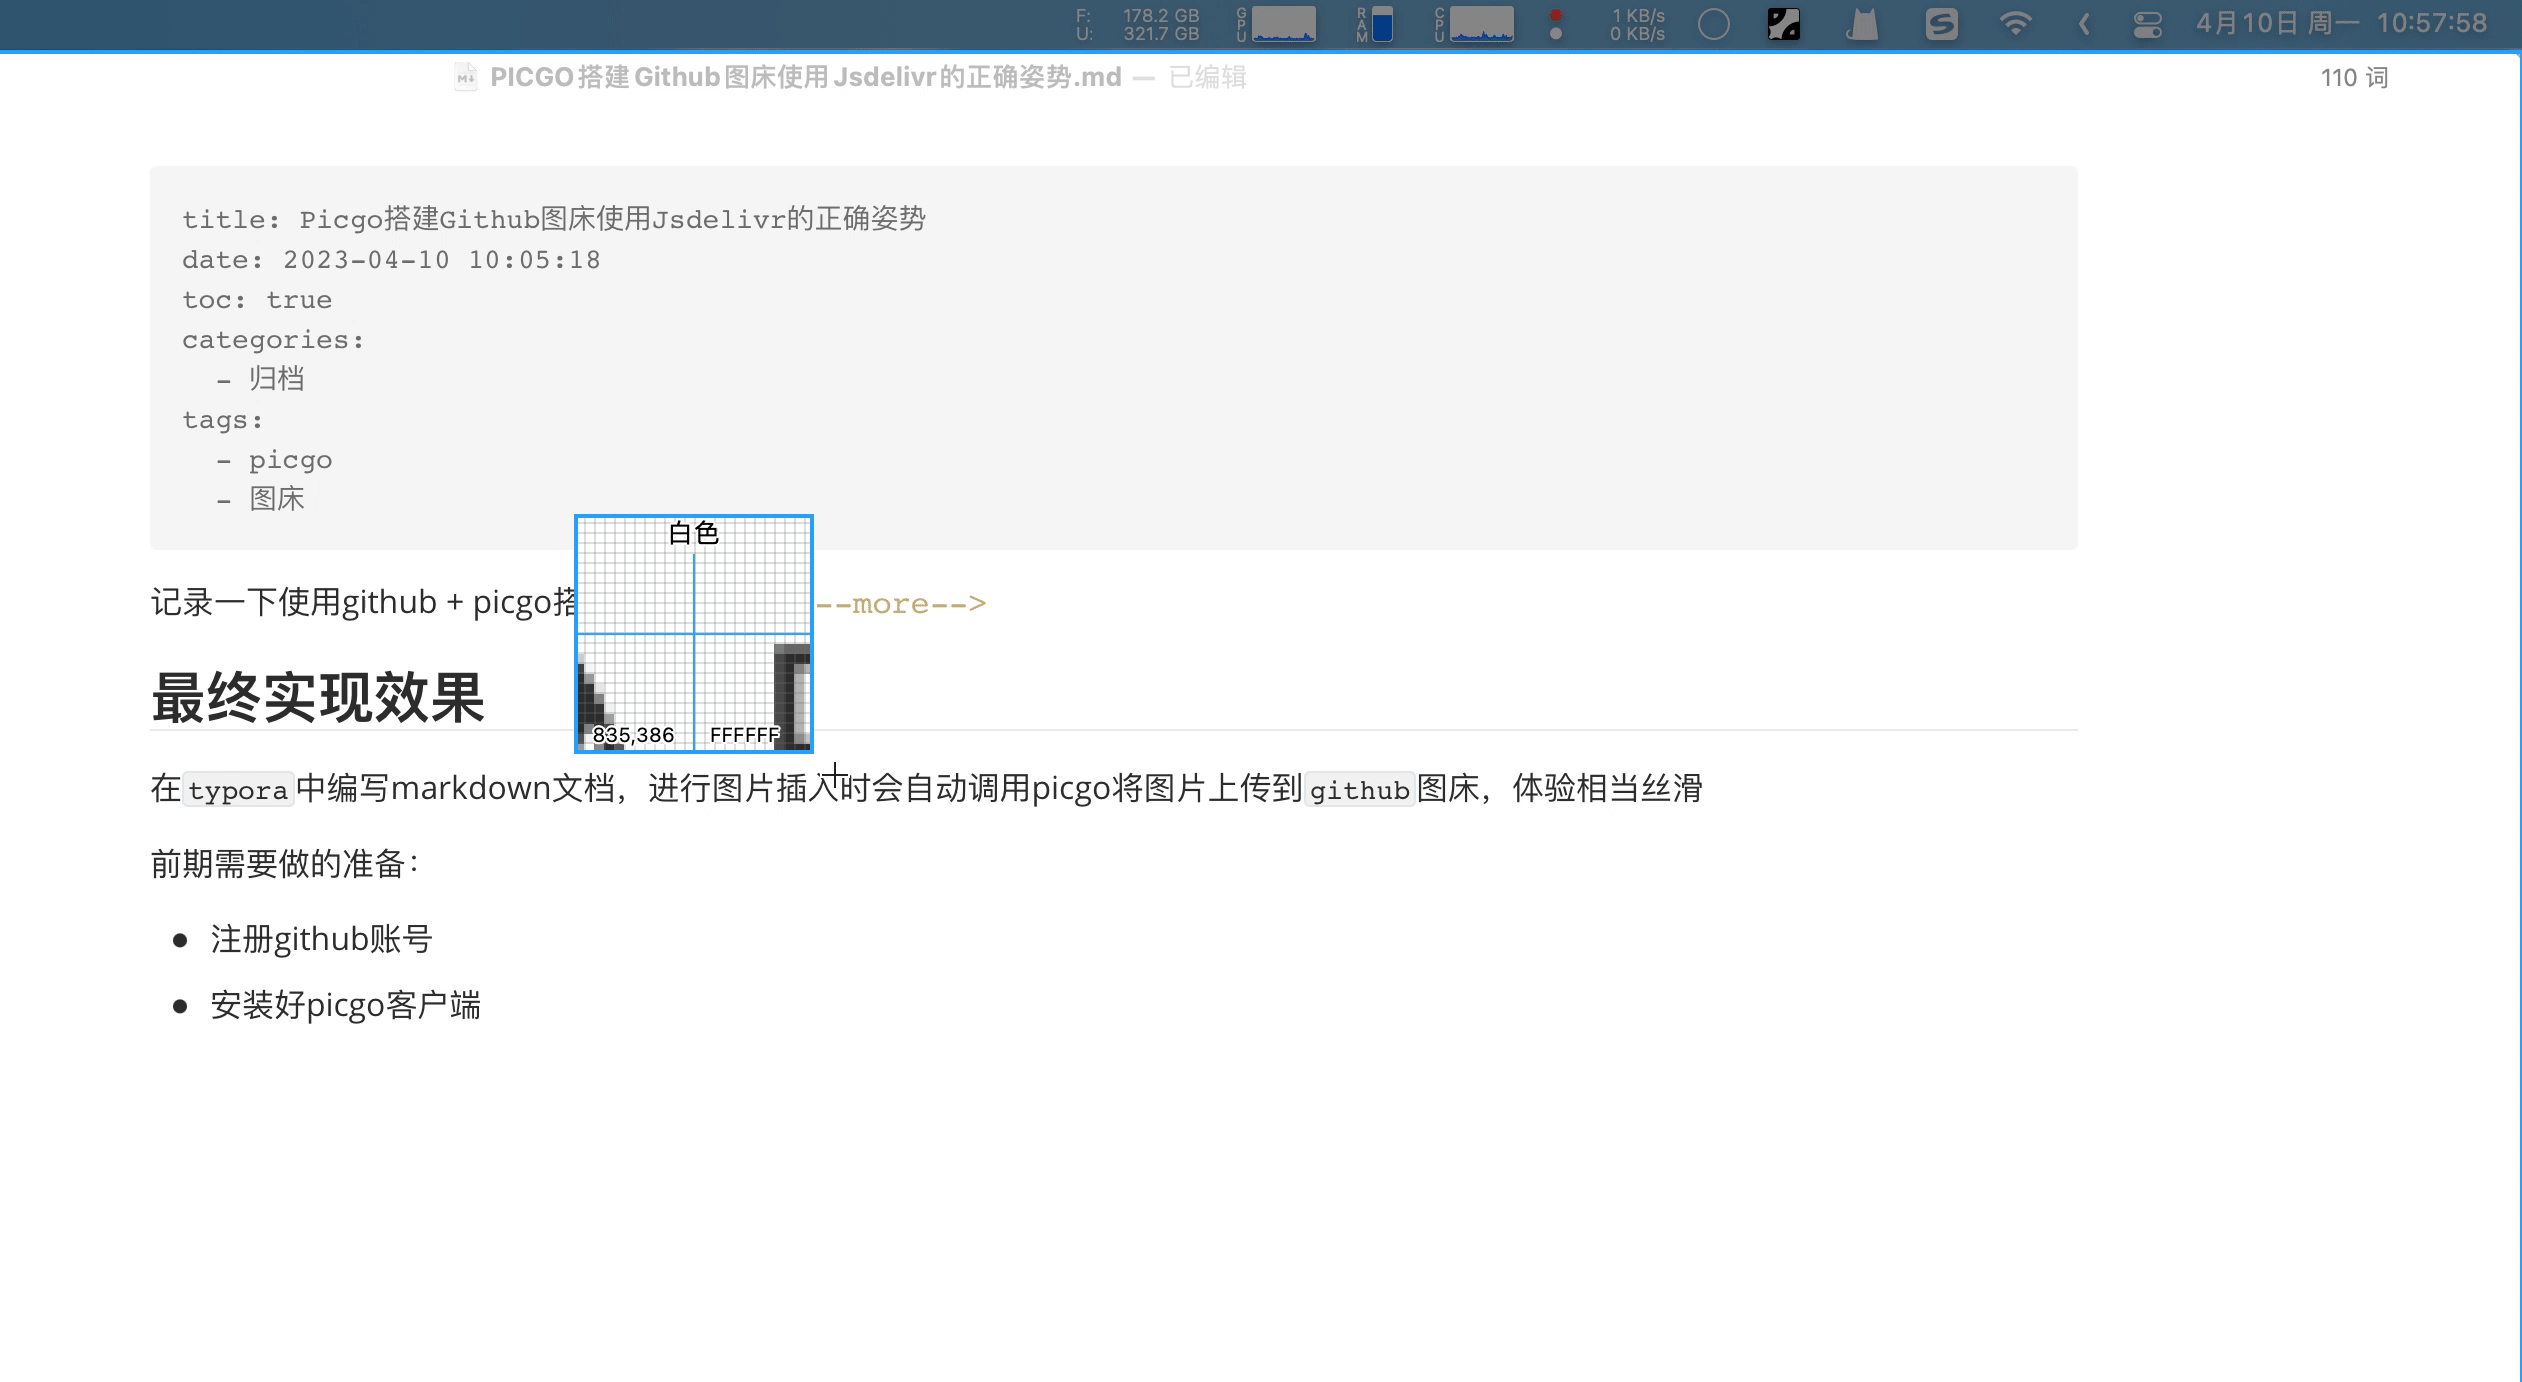 F: 178.2 GB
U: 321.7 GB
GPU
RAM
CPU
1 KB/s
0 KB/s
4月10日 周一 10:57:58
PICGO搭建Github图床使用Jsdelivr的正确姿势.md — 已编辑
110 词
title: Picgo搭建Github图床使用Jsdelivr的正确姿势
date: 2023-04-10 10:05:18
toc: true
categories:
- 归档
tags:
- picgo
- 图床
白色
记录一下使用github + picgo搭 --more-->
最终实现效果
835,386 FFFFFF
在typora中编写markdown文档，进行图片插入时会自动调用picgo将图片上传到github图床，体验相当丝滑
前期需要做的准备：
● 注册github账号
● 安装好picgo客户端